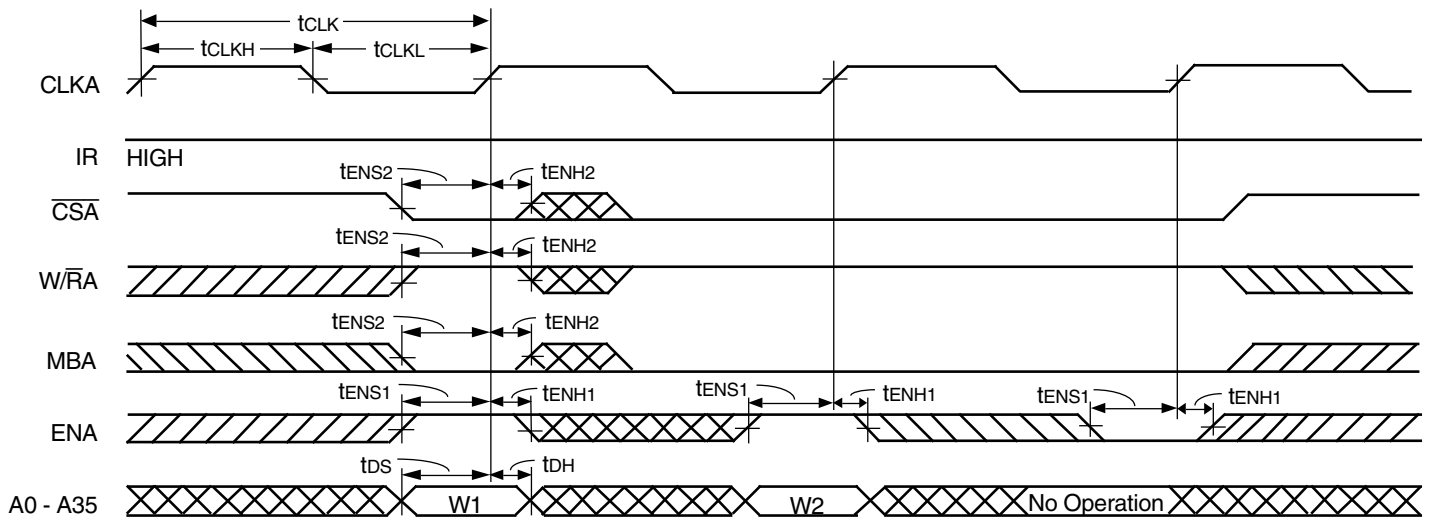 tCLK
tCLKH tCLKL
CLKA
IR HIGH
tENS2 tENH2
CSA
tENS2 tENH2
W/RA
tENS2 tENH2
MBA
tENS1 tENH1 tENS1 tENH1 tENS1 tENH1
ENA
tDS tDH
A0 - A35 W1 W2 No Operation